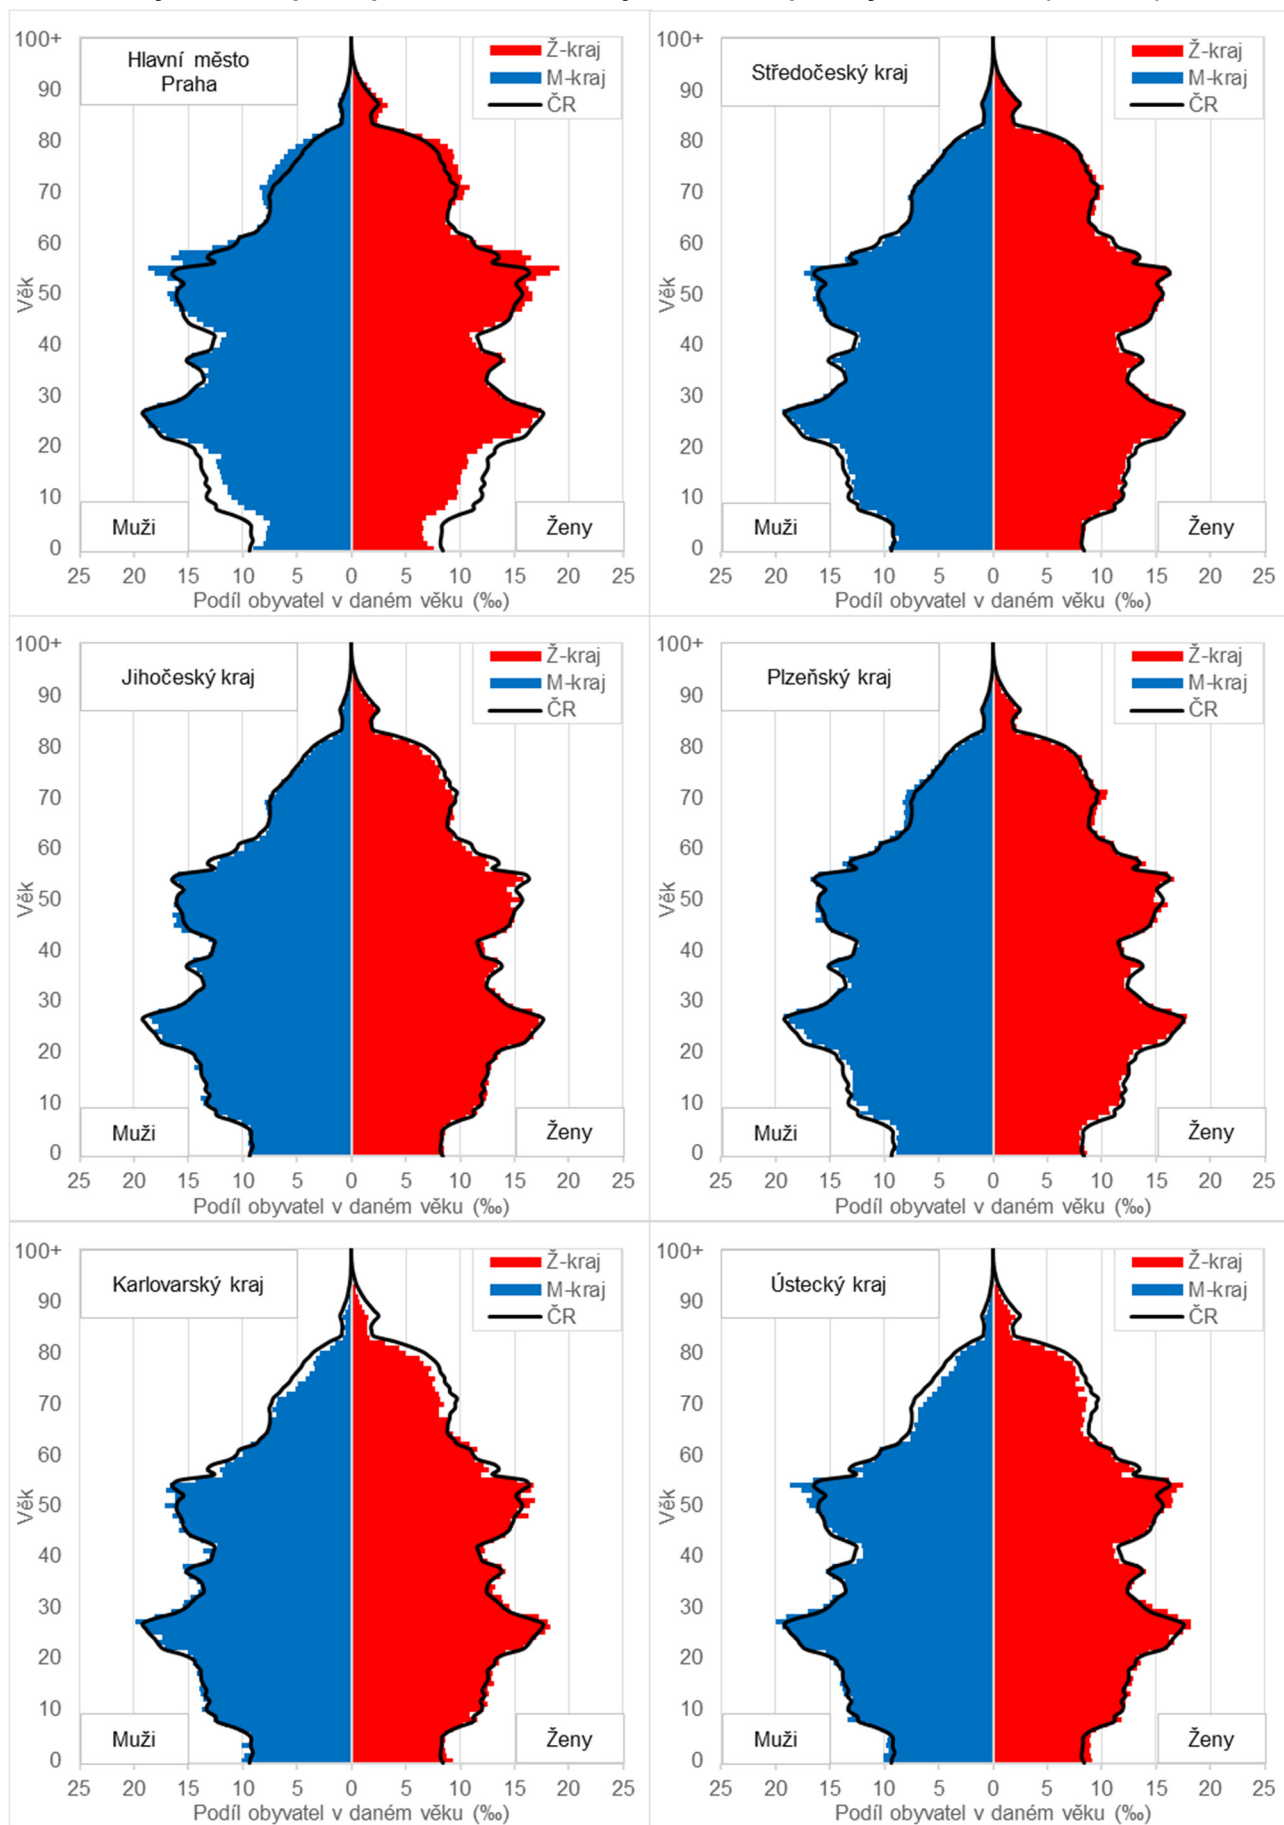 100+
90
80
70
60
50
40
30
20
10
0
Věk
Hlavní město
Praha
Ž-kraj
M-kraj
ČR
Muži
Ženy
25 20 15 10 5 0 5 10 15 20 25
Podíl obyvatel v daném věku (‰)
100+
90
80
70
60
50
40
30
20
10
0
Věk
Středočeský kraj
Ž-kraj
M-kraj
ČR
Muži
Ženy
25 20 15 10 5 0 5 10 15 20 25
Podíl obyvatel v daném věku (‰)
100+
90
80
70
60
50
40
30
20
10
0
Věk
Jihočeský kraj
Ž-kraj
M-kraj
ČR
Muži
Ženy
25 20 15 10 5 0 5 10 15 20 25
Podíl obyvatel v daném věku (‰)
100+
90
80
70
60
50
40
30
20
10
0
Věk
Plzeňský kraj
Ž-kraj
M-kraj
ČR
Muži
Ženy
25 20 15 10 5 0 5 10 15 20 25
Podíl obyvatel v daném věku (‰)
100+
90
80
70
60
50
40
30
20
10
0
Věk
Karlovarský kraj
Ž-kraj
M-kraj
ČR
Muži
Ženy
25 20 15 10 5 0 5 10 15 20 25
Podíl obyvatel v daném věku (‰)
100+
90
80
70
60
50
40
30
20
10
0
Věk
Ústecký kraj
Ž-kraj
M-kraj
ČR
Muži
Ženy
25 20 15 10 5 0 5 10 15 20 25
Podíl obyvatel v daném věku (‰)